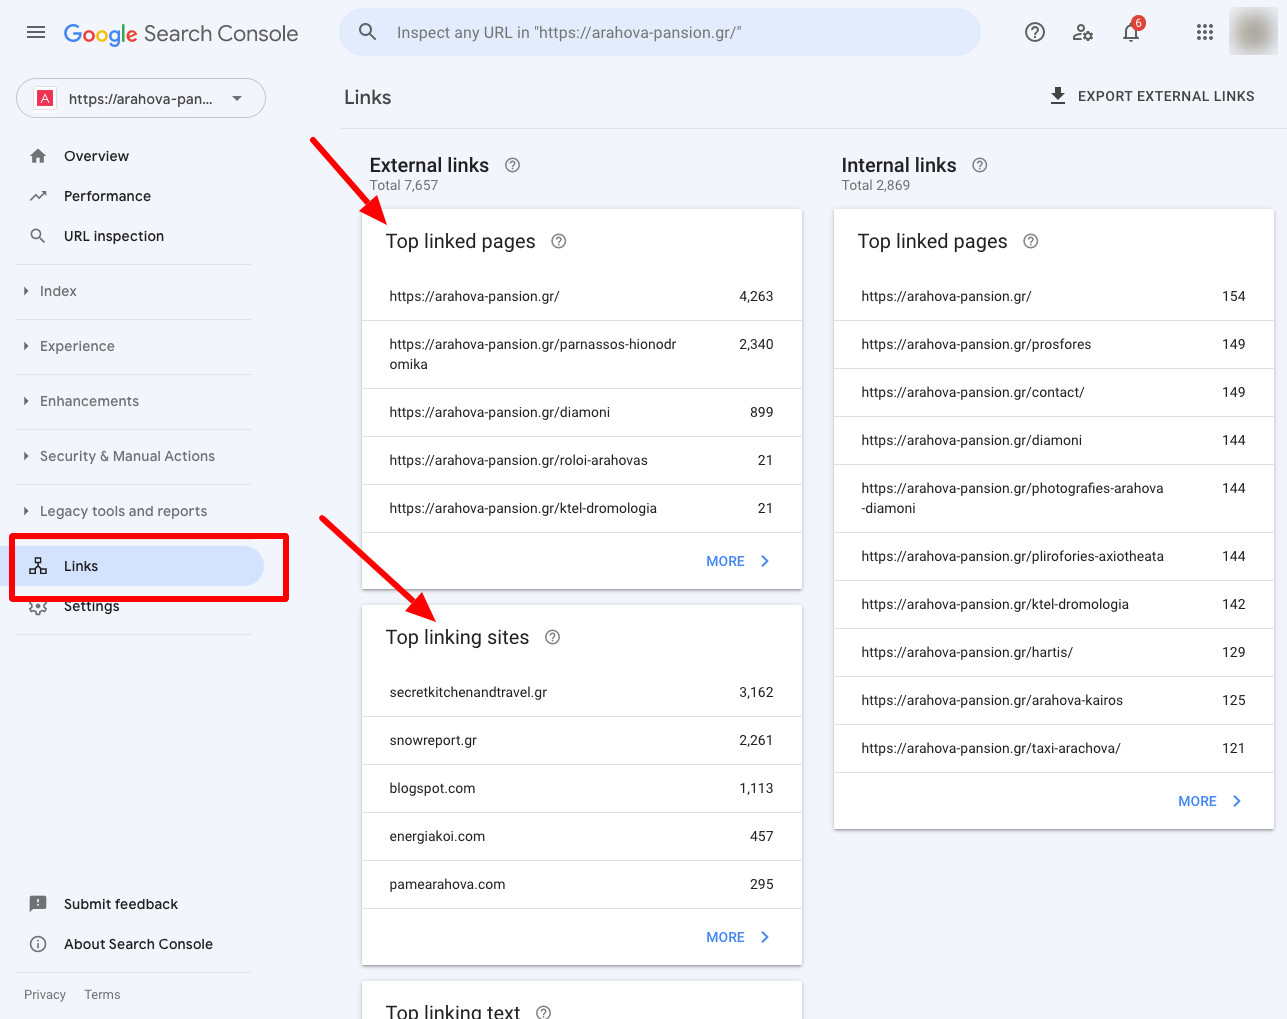 Google Search Console
Inspect any URL in "https://arahova-pansion.gr/"
6
A
https://arahova-pan...
Links
EXPORT EXTERNAL LINKS
Overview
Performance
URL inspection
Index
Experience
Enhancements
Security & Manual Actions
Legacy tools and reports
Links
Settings
Submit feedback
About Search Console
Privacy Terms
External links
Total 7,657
Top linked pages
https://arahova-pansion.gr/ 4,263
https://arahova-pansion.gr/parnassos-hionodr 2,340
omika
https://arahova-pansion.gr/diamoni 899
https://arahova-pansion.gr/roloi-arahovas 21
https://arahova-pansion.gr/ktel-dromologia 21
MORE
Top linking sites
secretkitchenandtravel.gr 3,162
snowreport.gr 2,261
blogspot.com 1,113
energiakoi.com 457
pamearahova.com 295
MORE
Top linking text
Internal links
Total 2,869
Top linked pages
https://arahova-pansion.gr/ 154
https://arahova-pansion.gr/prosfores 149
https://arahova-pansion.gr/contact/ 149
https://arahova-pansion.gr/diamoni 144
https://arahova-pansion.gr/photografies-arahova 144
-diamoni
https://arahova-pansion.gr/plirofories-axiotheata 144
https://arahova-pansion.gr/ktel-dromologia 142
https://arahova-pansion.gr/hartis/ 129
https://arahova-pansion.gr/arahova-kairos 125
https://arahova-pansion.gr/taxi-arachova/ 121
MORE